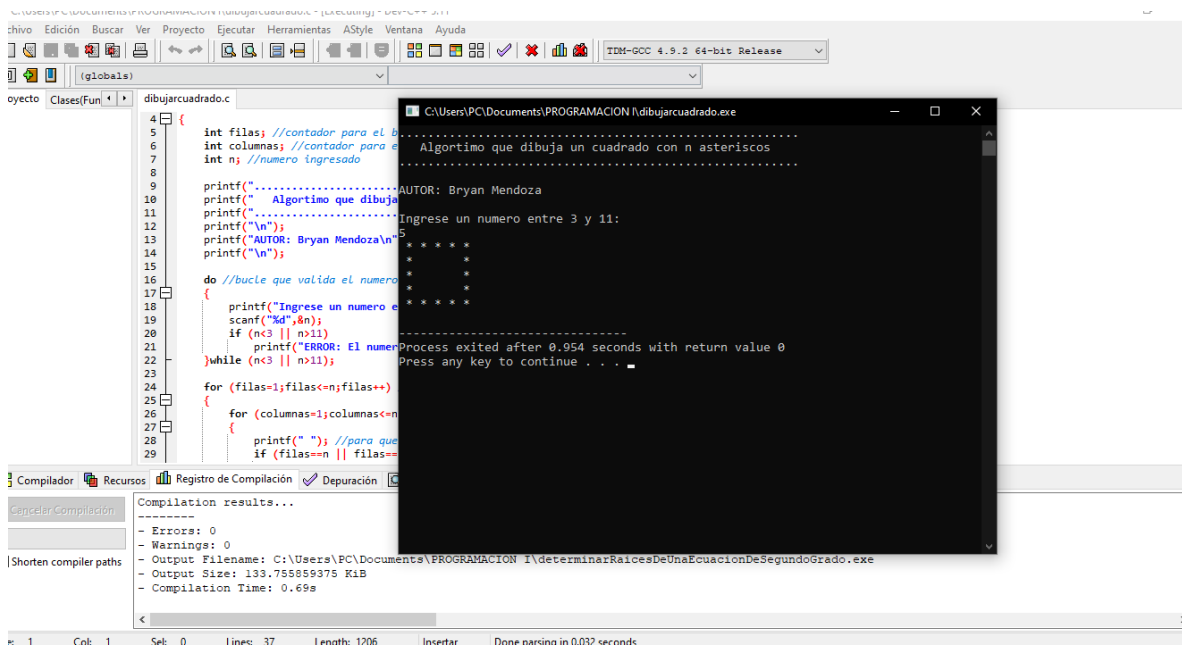 C:\Users\PC\Documents\PROGRAMACION I\dibujarcuadrado.c - [Executing] - Dev-C++ 5.11
chivo Edición Buscar Ver Proyecto Ejecutar Herramientas AStyle Ventana Ayuda
TDM-GCC 4.9.2 64-bit Release
(globals)
oyecto Clases(Fun
dibujarcuadrado.c
4 {
5 int filas; //contador para el b
6 int columnas; //contador para e
7 int n; //numero ingresado
8
9 printf(".......................
10 printf("   Algortimo que dibuja
11 printf(".......................
12 printf("\n");
13 printf("AUTOR: Bryan Mendoza\n"
14 printf("\n");
15
16 do //bucle que valida el numero
17 {
18 printf("Ingrese un numero e
19 scanf("%d",&n);
20 if (n<3 || n>11)
21 printf("ERROR: El numer
22 }while (n<3 || n>11);
23
24 for (filas=1;filas<=n;filas++)
25 {
26 for (columnas=1;columnas<=n
27 {
28 printf(" "); //para que
29 if (filas==n || filas==
C:\Users\PC\Documents\PROGRAMACION I\dibujarcuadrado.exe
.........................................................
Algortimo que dibuja un cuadrado con n asteriscos
.........................................................
AUTOR: Bryan Mendoza
Ingrese un numero entre 3 y 11:
5
* * * * *
*       *
*       *
*       *
* * * * *
--------------------------------
Process exited after 0.954 seconds with return value 0
Press any key to continue . . .
Compilador Recursos Registro de Compilación Depuración
Cancelar Compilación
Shorten compiler paths
Compilation results...
--------
- Errors: 0
- Warnings: 0
- Output Filename: C:\Users\PC\Documents\PROGRAMACION I\determinarRaicesDeUnaEcuacionDeSegundoGrado.exe
- Output Size: 133.755859375 KiB
- Compilation Time: 0.69s
e: 1 Col: 1 Sel: 0 Lines: 37 Length: 1206 Insertar Done parsing in 0.032 seconds